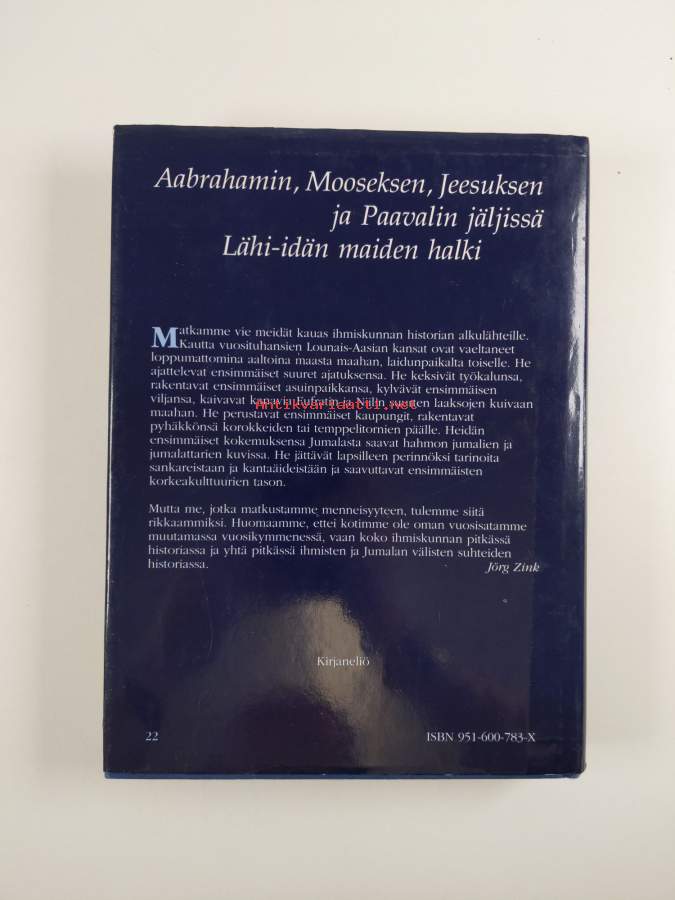 Aabrahamin, Mooseksen, Jeesuksen
ja Paavalin jäljissä
Lähi-idän maiden halki
Matkamme vie meidät kauas ihmiskunnan historian alkulähteille.
Kautta vuosituhansien Lounais-Aasian kansat ovat vaeltaneet
loppumattomina aaltoina maasta maahan, laidunpaikalta toiselle. He
ajattelevat ensimmäiset suuret ajatuksensa. He keksivät työkalunsa,
rakentavat ensimmäiset asuinpaikkansa, kylvävät ensimmäisen
viljansa, kaivavat kanavia Eufratin ja Niilin suurten laaksojen kuivaan
Antikvariaatti.net
maahan. He perustavat ensimmäiset kaupungit, rakentavat
pyhäkkönsä korokkeiden tai temppelitornien päälle. Heidän
ensimmäiset kokemuksensa Jumalasta saavat hahmon jumalien ja
jumalattarien kuvissa. He jättävät lapsilleen perinnöksi tarinoita
sankareistaan ja kantaäideistään ja saavuttavat ensimmäisten
korkeakulttuurien tason.
Mutta me, jotka matkustamme menneisyyteen, tulemme siitä
rikkaammiksi. Huomaamme, ettei kotimme ole oman vuosisatamme
muutamassa vuosikymmenessä, vaan koko ihmiskunnan pitkässä
historiassa ja yhtä pitkässä ihmisten ja Jumalan välisten suhteiden
historiassa. Jörg Zink
Kirjaneliö
22 ISBN 951-600-783-X